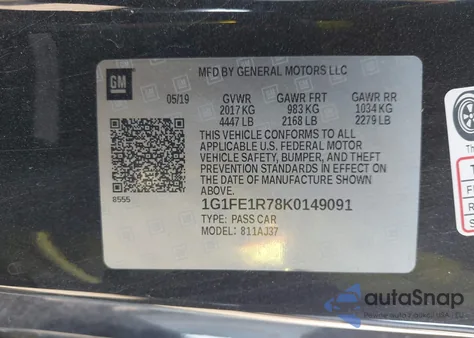 GM
MFD BY GENERAL MOTORS LLC
05/19 GVWR GAWR FRT GAWR RR
2017 KG 983 KG 1034 KG
4447 LB 2168 LB 2279 LB
THIS VEHICLE CONFORMS TO ALL
APPLICABLE U.S. FEDERAL MOTOR
VEHICLE SAFETY, BUMPER, AND THEFT
PREVENTION STANDARDS IN EFFECT ON
THE DATE OF MANUFACTURE SHOWN
ABOVE.
8555
1G1FE1R78K0149091
TYPE: PASS CAR
MODEL: 811AJ37
autoSnap